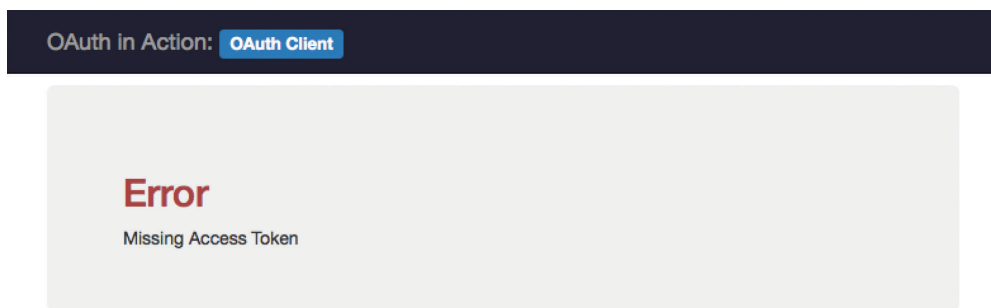 OAuth in Action: OAuth Client
Error
Missing Access Token